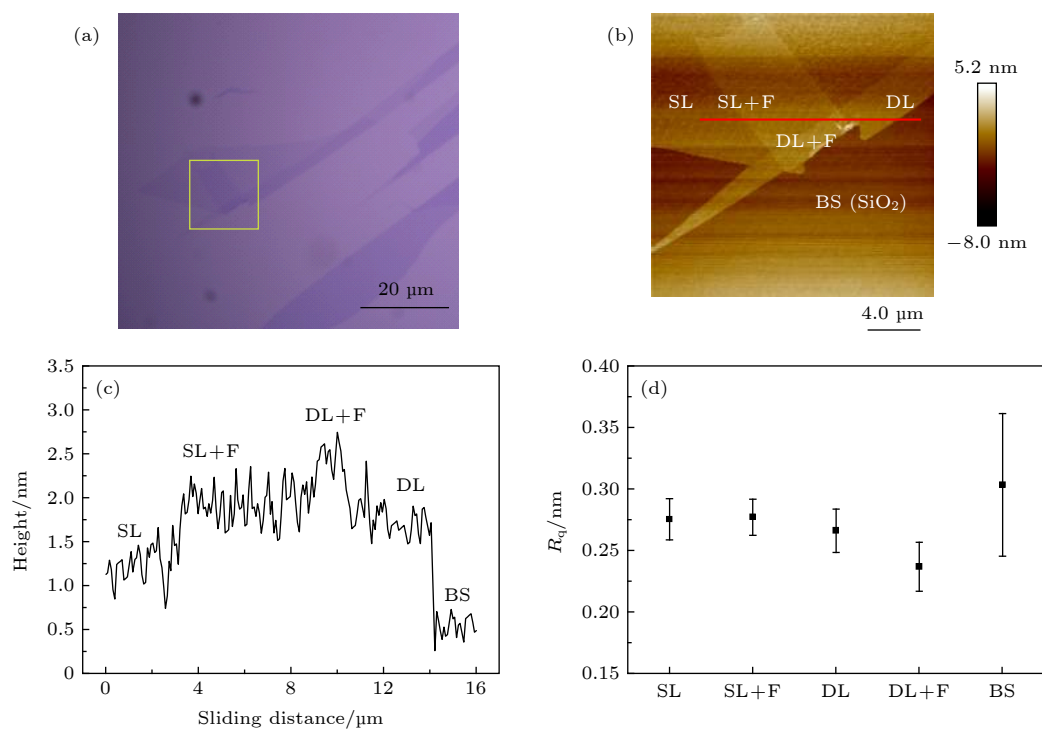 (a)
20 µm
(b)
SL SL+F DL
DL+F
BS (SiO₂)
5.2 nm
−8.0 nm
4.0 µm
(c)
3.5
3.0
2.5
2.0
1.5
1.0
0.5
0
Height/nm
SL
SL+F
DL+F
DL
BS
0 4 8 12 16
Sliding distance/µm
(d)
0.40
0.35
0.30
0.25
0.20
0.15
Rq/nm
SL SL+F DL DL+F BS